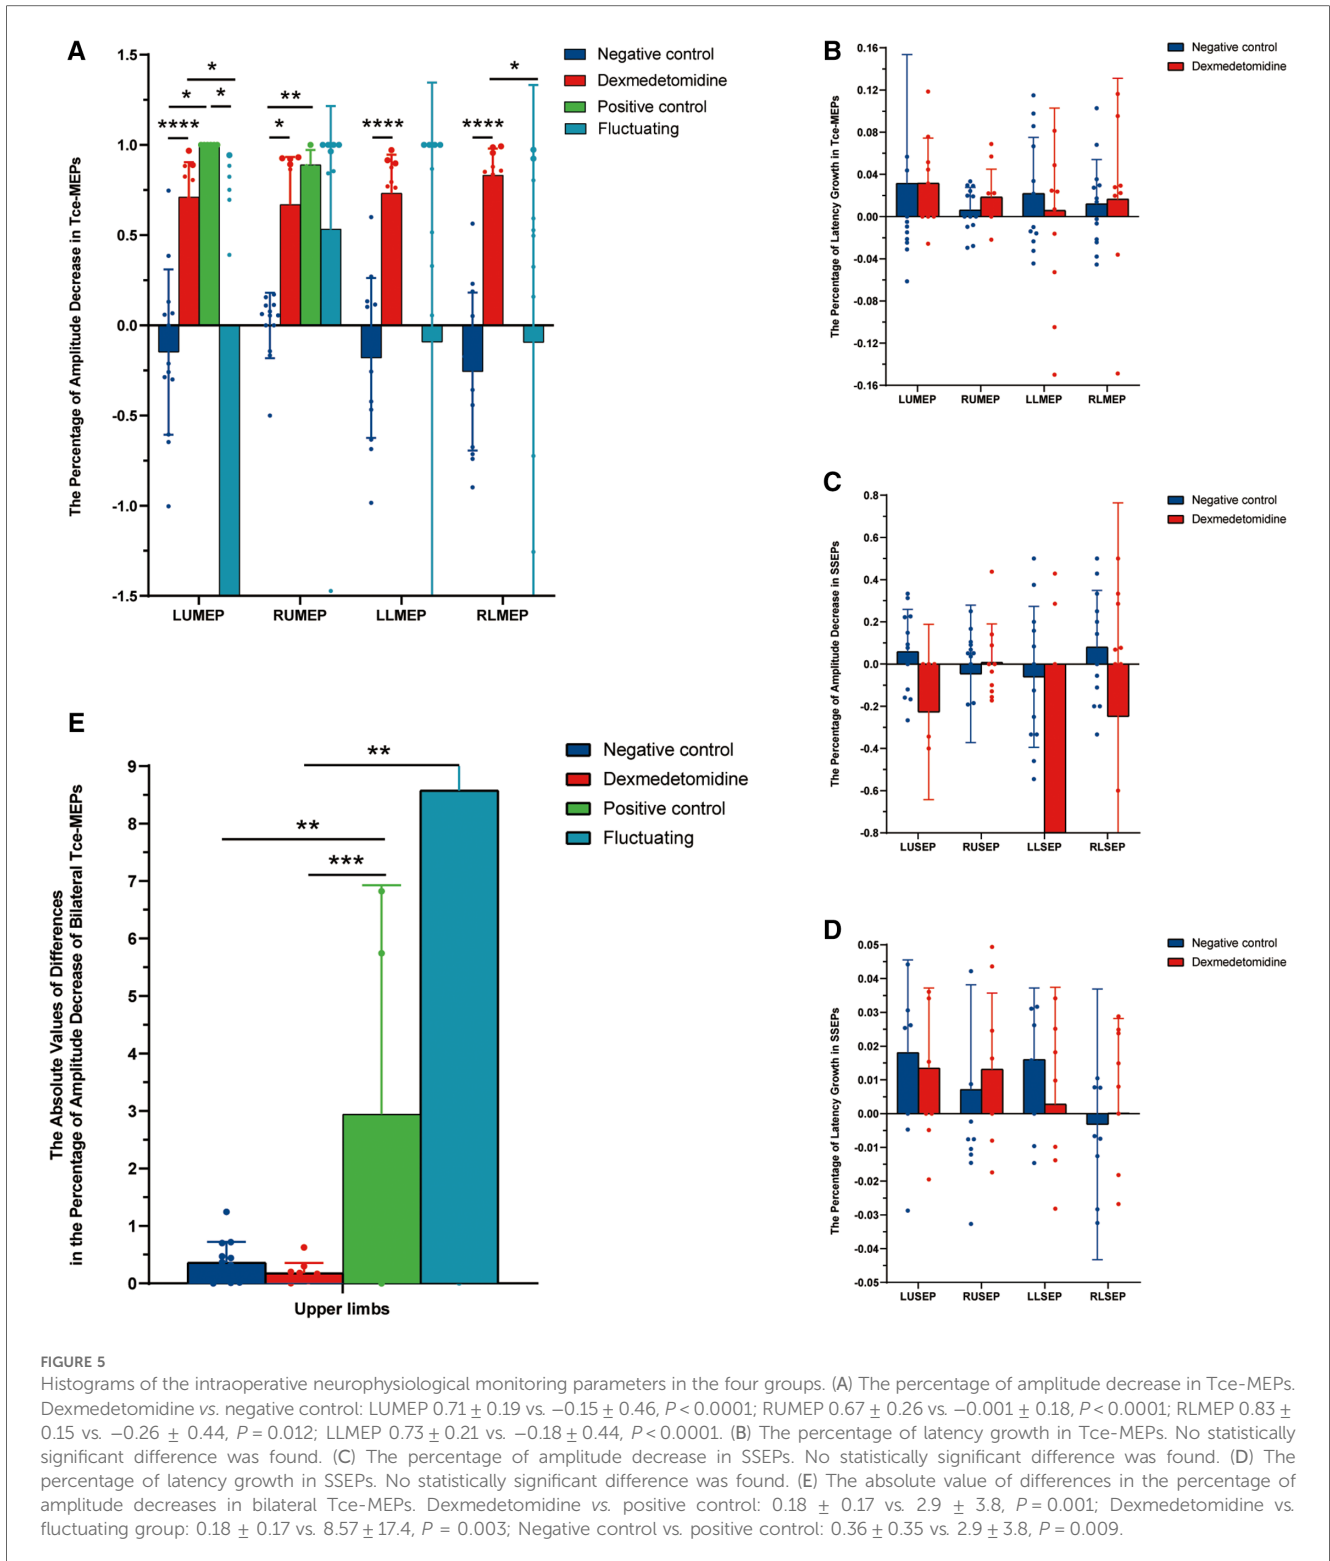 A
1.5
1.0
0.5
0.0
-0.5
-1.0
-1.5
The Percentage of Amplitude Decrease in Tce-MEPs
****
*
*
*
*
**
****
****
*
LUMEP RUMEP LLMEP RLMEP
Negative control
Dexmedetomidine
Positive control
Fluctuating
B
0.16
0.12
0.08
0.04
0.00
-0.04
-0.08
-0.12
-0.16
The Percentage of Latency Growth in Tce-MEPs
LUMEP RUMEP LLMEP RLMEP
Negative control
Dexmedetomidine
C
0.8
0.6
0.4
0.2
0.0
-0.2
-0.4
-0.6
-0.8
The Percentage of Amplitude Decrease in SSEPs
LUSEP RUSEP LLSEP RLSEP
Negative control
Dexmedetomidine
D
0.05
0.04
0.03
0.02
0.01
0.00
-0.01
-0.02
-0.03
-0.04
-0.05
The Percentage of Latency Growth in SSEPs
LUSEP RUSEP LLSEP RLSEP
Negative control
Dexmedetomidine
E
9
8
7
6
5
4
3
2
1
0
The Absolute Values of Differences
in the Percentage of Amplitude Decrease of Bilateral Tce-MEPs
**
**
***
Upper limbs
Negative control
Dexmedetomidine
Positive control
Fluctuating
FIGURE 5
Histograms of the intraoperative neurophysiological monitoring parameters in the four groups. (A) The percentage of amplitude decrease in Tce-MEPs.
Dexmedetomidine vs. negative control: LUMEP 0.71 ± 0.19 vs. −0.15 ± 0.46, P < 0.0001; RUMEP 0.67 ± 0.26 vs. −0.001 ± 0.18, P < 0.0001; RLMEP 0.83 ±
0.15 vs. −0.26 ± 0.44, P = 0.012; LLMEP 0.73 ± 0.21 vs. −0.18 ± 0.44, P < 0.0001. (B) The percentage of latency growth in Tce-MEPs. No statistically
significant difference was found. (C) The percentage of amplitude decrease in SSEPs. No statistically significant difference was found. (D) The
percentage of latency growth in SSEPs. No statistically significant difference was found. (E) The absolute value of differences in the percentage of
amplitude decreases in bilateral Tce-MEPs. Dexmedetomidine vs. positive control: 0.18 ± 0.17 vs. 2.9 ± 3.8, P = 0.001; Dexmedetomidine vs.
fluctuating group: 0.18 ± 0.17 vs. 8.57 ± 17.4, P = 0.003; Negative control vs. positive control: 0.36 ± 0.35 vs. 2.9 ± 3.8, P = 0.009.